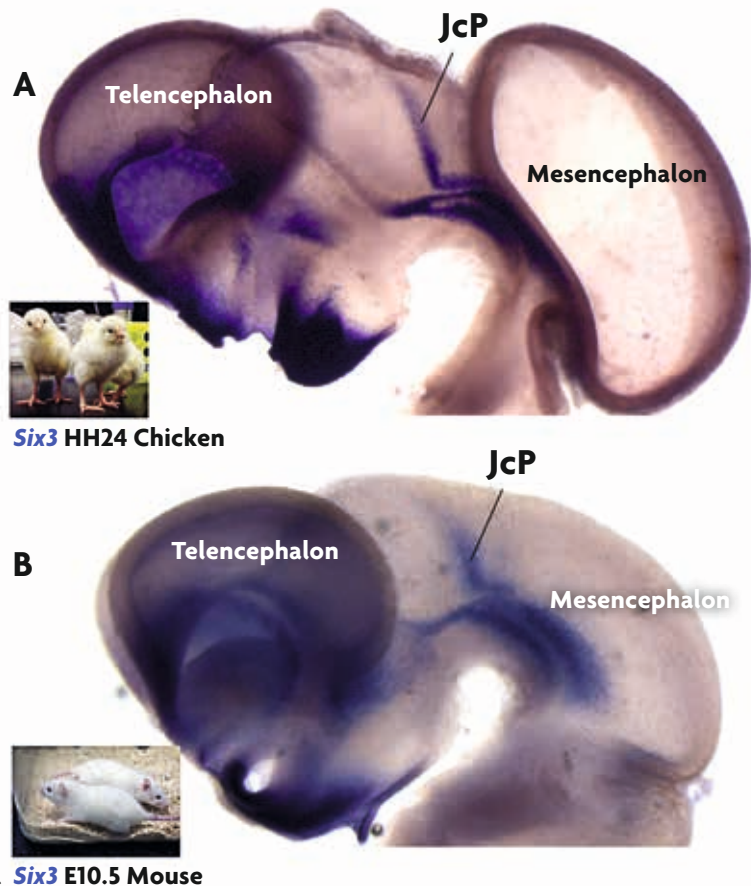 JcP
A
Telencephalon
Mesencephalon
Six3 HH24 Chicken
JcP
B
Telencephalon
Mesencephalon
Six3 E10.5 Mouse